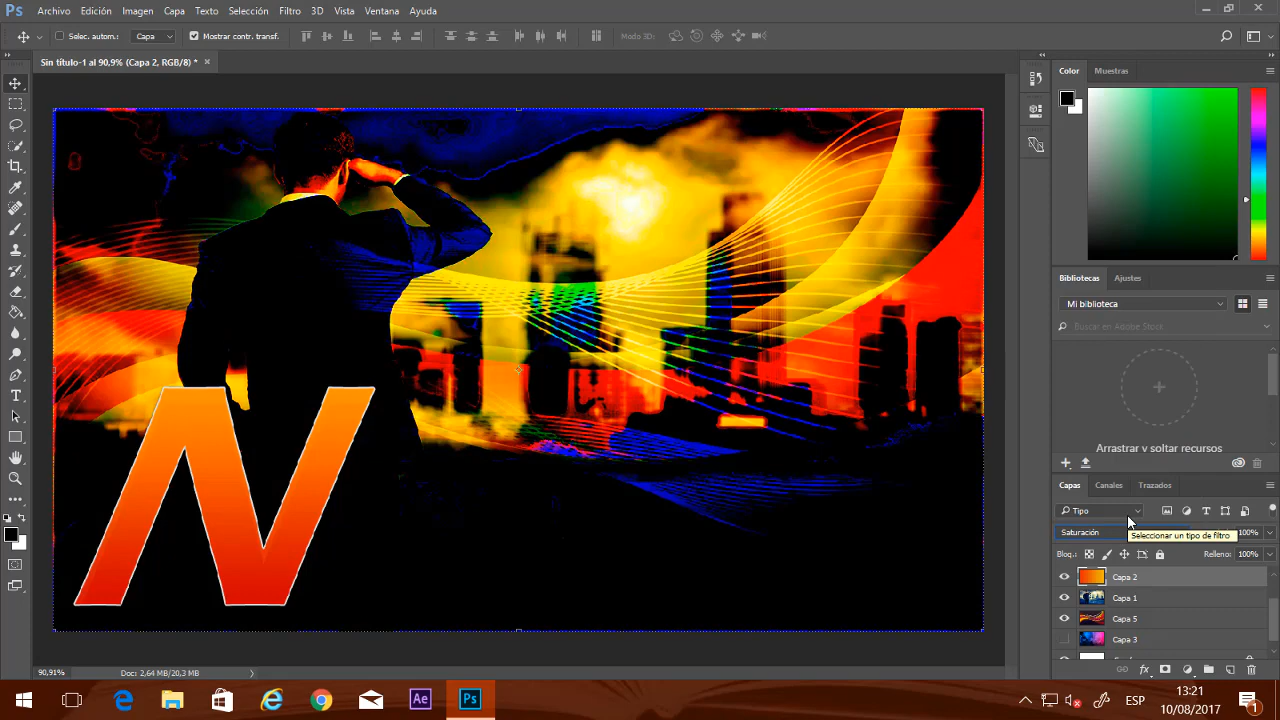 Ps Archivo Edición Imagen Capa Texto Selección Filtro 3D Vista Ventana Ayuda
Selec. autom.: Capa Mostrar contr. transf. Modo 3D:
Sin título-1 al 90,9% (Capa 2, RGB/8) * ×
Color Muestras
Bibliotecas Ajustes
Mi biblioteca
Buscar en Adobe Stock
Arrastrar y soltar recursos
Capas Canales Trazados
Tipo
Saturación 100%
Seleccionar un tipo de filtro
Bloq.: Relleno: 100%
Capa 2
Capa 1
Capa 5
Capa 3
N
90,91% Doc: 2,64 MB/20,3 MB
Ae Ps ESP
13:21
10/08/2017
1